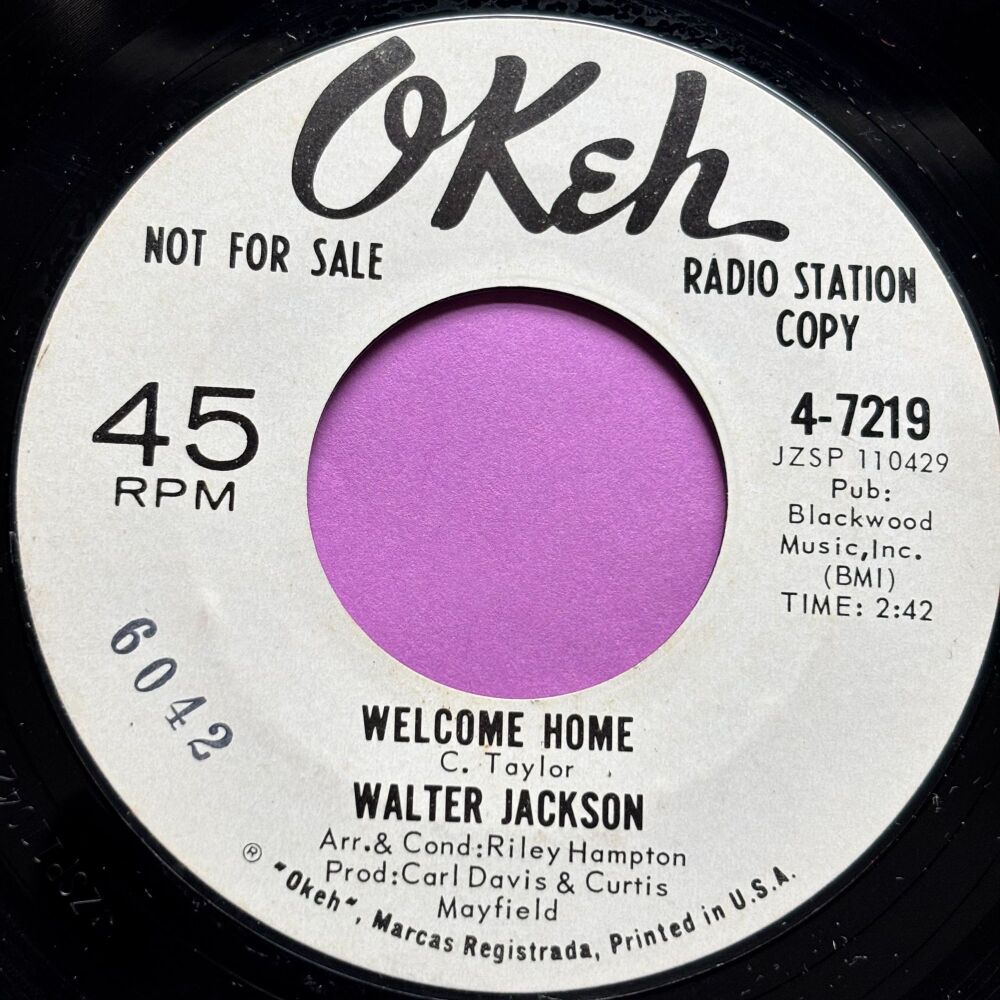 OKeh
NOT FOR SALE
RADIO STATION
COPY
45
RPM
4-7219
JZSP 110429
Pub:
Blackwood
Music,Inc.
(BMI)
TIME: 2:42
6042
WELCOME HOME
C. Taylor
WALTER JACKSON
Arr.& Cond:Riley Hampton
Prod:Carl Davis & Curtis
Mayfield
® "Okeh", Marcas Registrada, Printed in U.S.A.